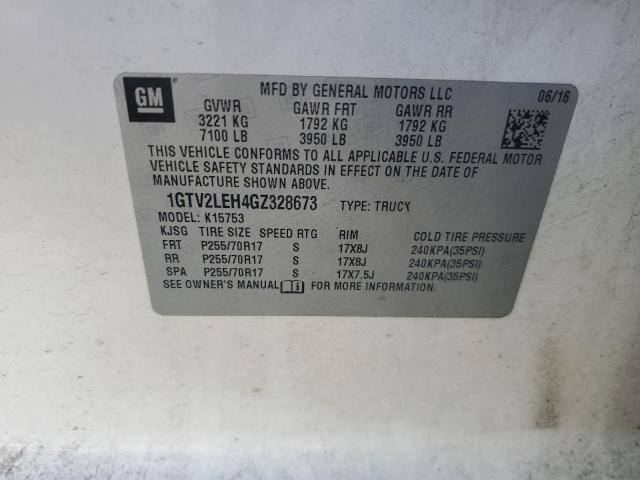 GM
MFD BY GENERAL MOTORS LLC 06/16
GVWR GAWR FRT GAWR RR
3221 KG 1792 KG 1792 KG
7100 LB 3950 LB 3950 LB
THIS VEHICLE CONFORMS TO ALL APPLICABLE U.S. FEDERAL MOTOR
VEHICLE SAFETY STANDARDS IN EFFECT ON THE DATE OF
MANUFACTURE SHOWN ABOVE.
1GTV2LEH4GZ328673 TYPE: TRUCK
MODEL: K15753
KJSG TIRE SIZE SPEED RTG RIM COLD TIRE PRESSURE
FRT P255/70R17 S 17X8J 240KPA(35PSI)
RR P255/70R17 S 17X8J 240KPA(35PSI)
SPA P255/70R17 S 17X7.5J 240KPA(35PSI)
SEE OWNER'S MANUAL FOR MORE INFORMATION.